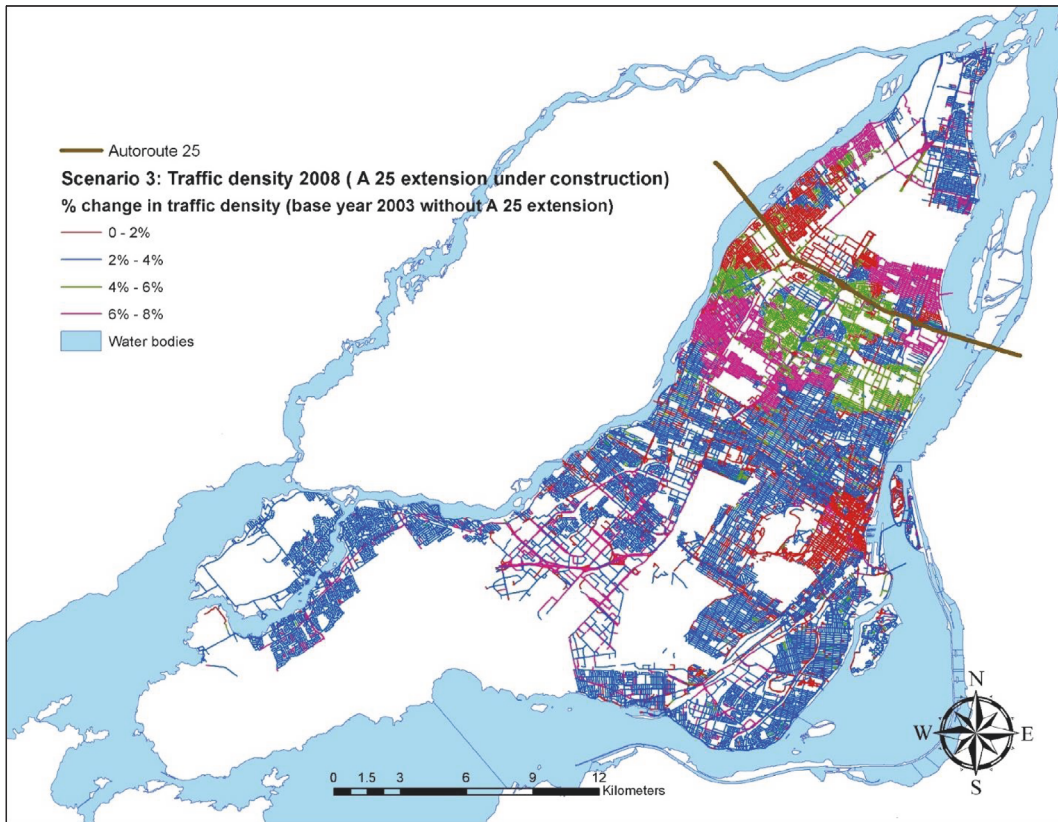 Autoroute 25
Scenario 3: Traffic density 2008 ( A 25 extension under construction)
% change in traffic density (base year 2003 without A 25 extension)
0 - 2%
2% - 4%
4% - 6%
6% - 8%
Water bodies
N
W E
S
0 1.5 3 6 9 12
Kilometers